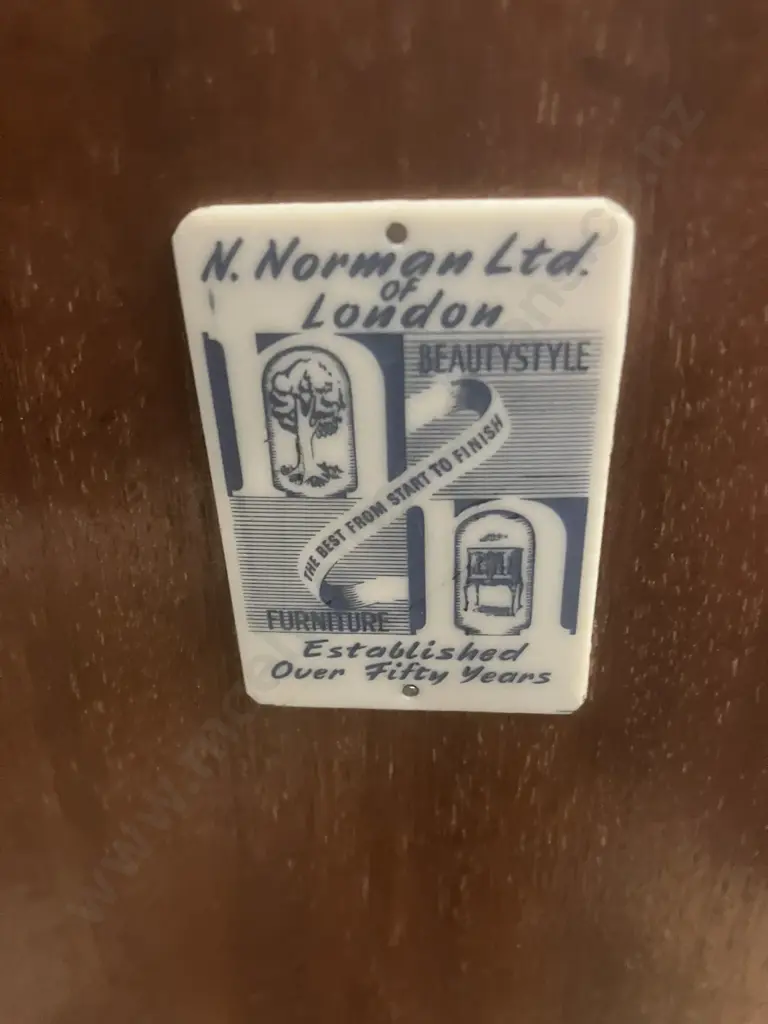 N. Norman Ltd.
of
London
BEAUTYSTYLE
THE BEST FROM START TO FINISH
FURNITURE
Established
Over Fifty Years